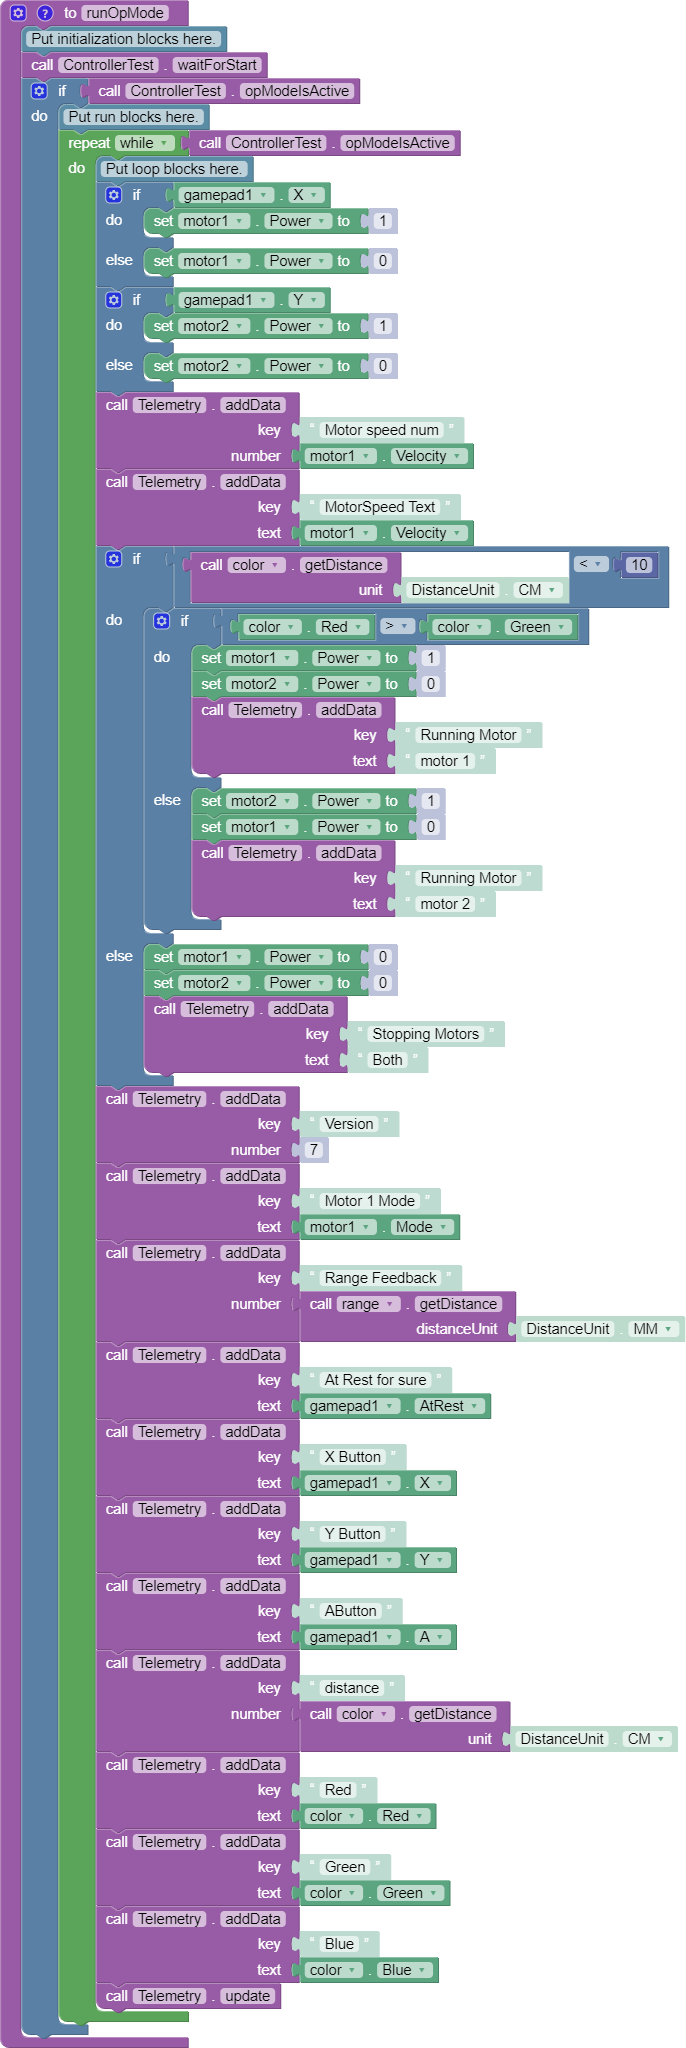 to runOpMode
Put initialization blocks here.
call ControllerTest . waitForStart
if call ControllerTest . opModeIsActive
do Put run blocks here.
repeat while call ControllerTest . opModeIsActive
do Put loop blocks here.
if gamepad1 . X
do set motor1 . Power to 1
else set motor1 . Power to 0
if gamepad1 . Y
do set motor2 . Power to 1
else set motor2 . Power to 0
call Telemetry . addData
key “ Motor speed num ”
number motor1 . Velocity
call Telemetry . addData
key “ MotorSpeed Text ”
text motor1 . Velocity
if call color . getDistance < 10
unit DistanceUnit . CM
do if color . Red > color . Green
do set motor1 . Power to 1
set motor2 . Power to 0
call Telemetry . addData
key “ Running Motor ”
text “ motor 1 ”
else set motor2 . Power to 1
set motor1 . Power to 0
call Telemetry . addData
key “ Running Motor ”
text “ motor 2 ”
else set motor1 . Power to 0
set motor2 . Power to 0
call Telemetry . addData
key “ Stopping Motors ”
text “ Both ”
call Telemetry . addData
key “ Version ”
number 7
call Telemetry . addData
key “ Motor 1 Mode ”
text motor1 . Mode
call Telemetry . addData
key “ Range Feedback ”
number call range . getDistance
distanceUnit DistanceUnit . MM
call Telemetry . addData
key “ At Rest for sure ”
text gamepad1 . AtRest
call Telemetry . addData
key “ X Button ”
text gamepad1 . X
call Telemetry . addData
key “ Y Button ”
text gamepad1 . Y
call Telemetry . addData
key “ AButton ”
text gamepad1 . A
call Telemetry . addData
key “ distance ”
number call color . getDistance
unit DistanceUnit . CM
call Telemetry . addData
key “ Red ”
text color . Red
call Telemetry . addData
key “ Green ”
text color . Green
call Telemetry . addData
key “ Blue ”
text color . Blue
call Telemetry . update